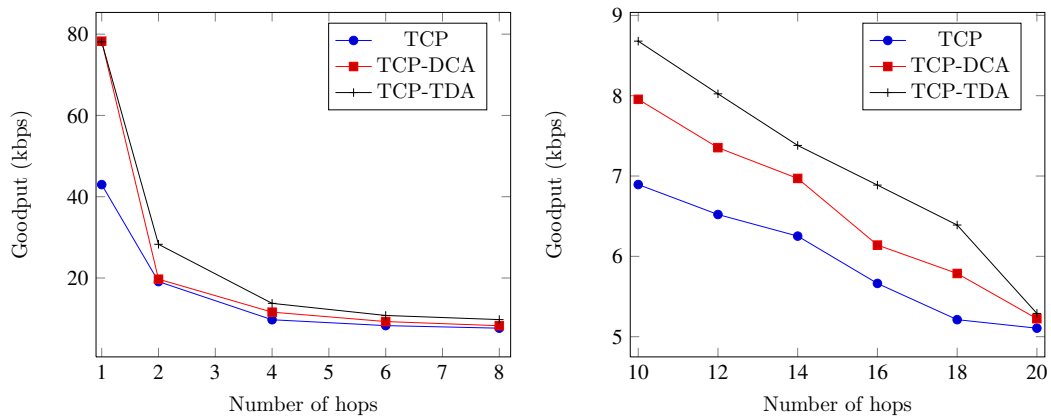 80
60
40
20
1
2
3
4
5
6
7
8
Number of hops
Goodput (kbps)
TCP
TCP-DCA
TCP-TDA
9
8
7
6
5
10
12
14
16
18
20
Number of hops
Goodput (kbps)
TCP
TCP-DCA
TCP-TDA